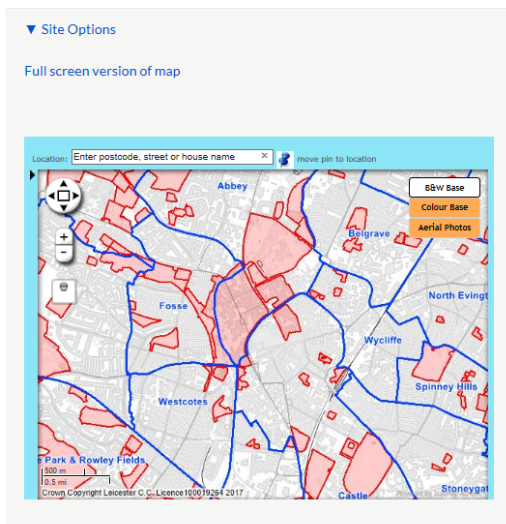 ▼ Site Options
Full screen version of map
Location: Enter postcode, street or house name × move pin to location
Abbey
B&W Base
Colour Base
Aerial Photos
Belgrave
+
-
North Evingt
Fosse
Wycliffe
Spinney Hills
Westcotes
e Park & Rowley Fields
500 m
0.5 mi
Stoneygat
Castle
Crown Copyright Leicester C.C. Licence100019264 2017